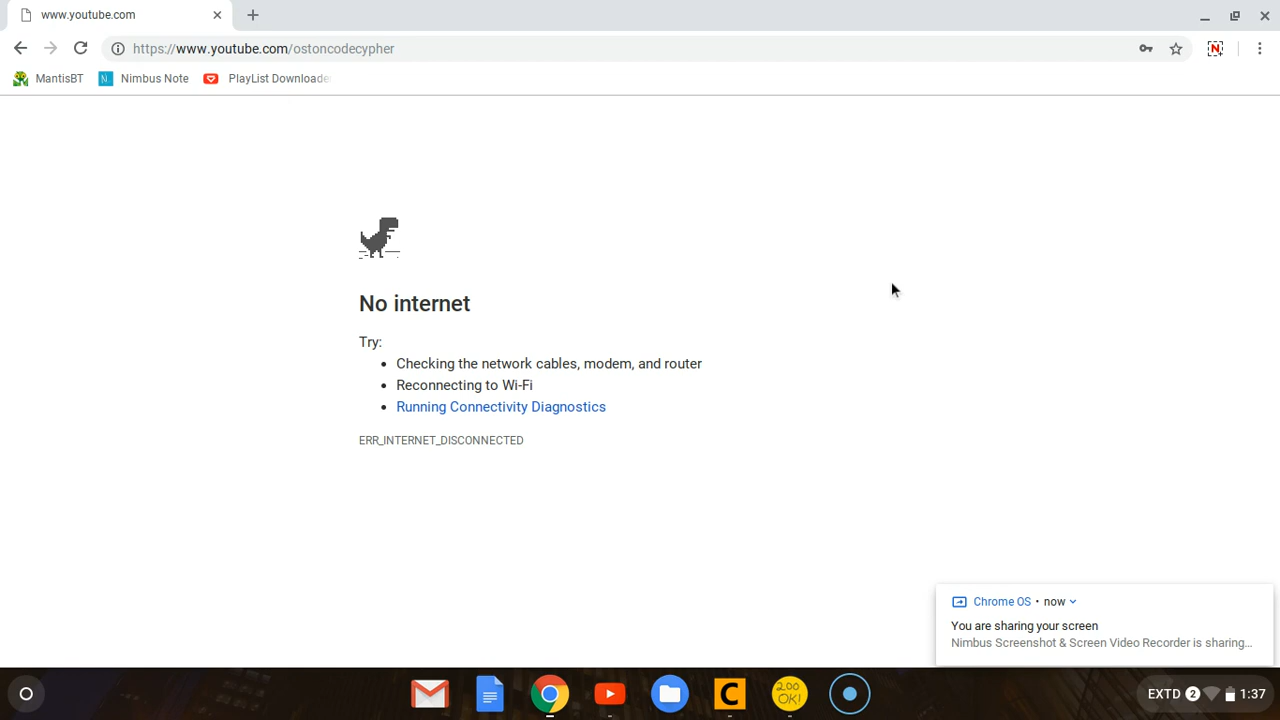 www.youtube.com
https://www.youtube.com/ostoncodecypher
N
MantisBT
N.
Nimbus Note
PlayList Downloade
No internet
Try:
Checking the network cables, modem, and router
Reconnecting to Wi-Fi
Running Connectivity Diagnostics
ERR_INTERNET_DISCONNECTED
Chrome OS • now
You are sharing your screen
Nimbus Screenshot & Screen Video Recorder is sharing...
C
200
OK!
EXTD 2 1:37